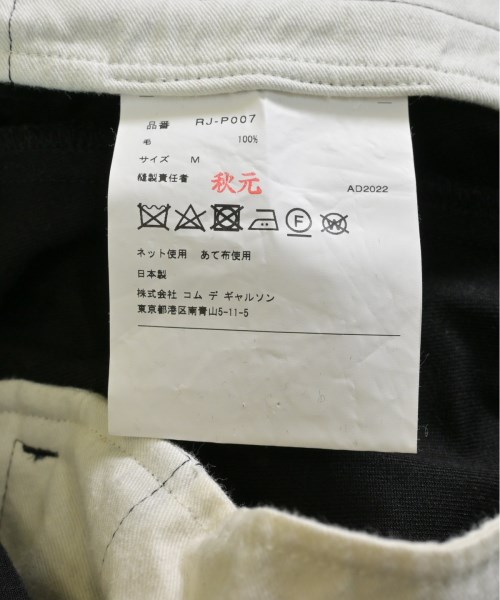 品番 RJ-P007
毛 100%
サイズ M
縫製責任者 秋元 AD2022
F W
ネット使用 あて布使用
日本製
株式会社 コム デ ギャルソン
東京都港区南青山5-11-5